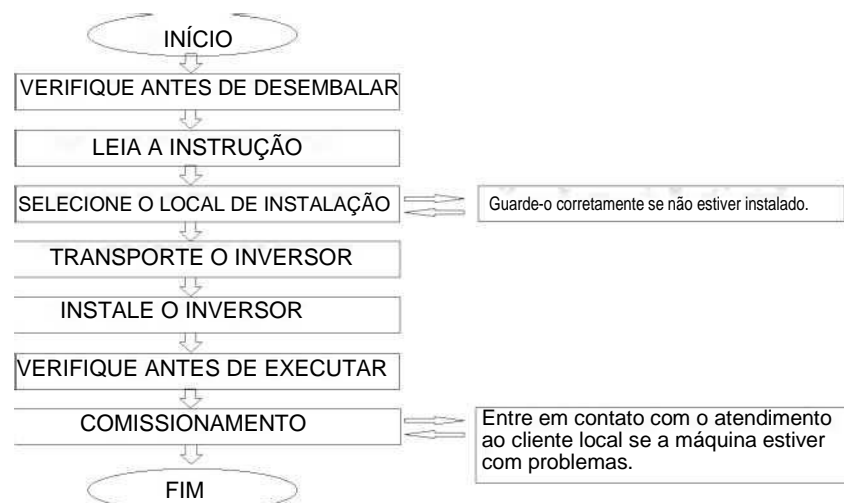 INÍCIO
VERIFIQUE ANTES DE DESEMBALAR
LEIA A INSTRUÇÃO
SELECIONE O LOCAL DE INSTALAÇÃO
Guarde-o corretamente se não estiver instalado.
TRANSPORTE O INVERSOR
INSTALE O INVERSOR
VERIFIQUE ANTES DE EXECUTAR
COMISSIONAMENTO
Entre em contato com o atendimento
ao cliente local se a máquina estiver
com problemas.
FIM